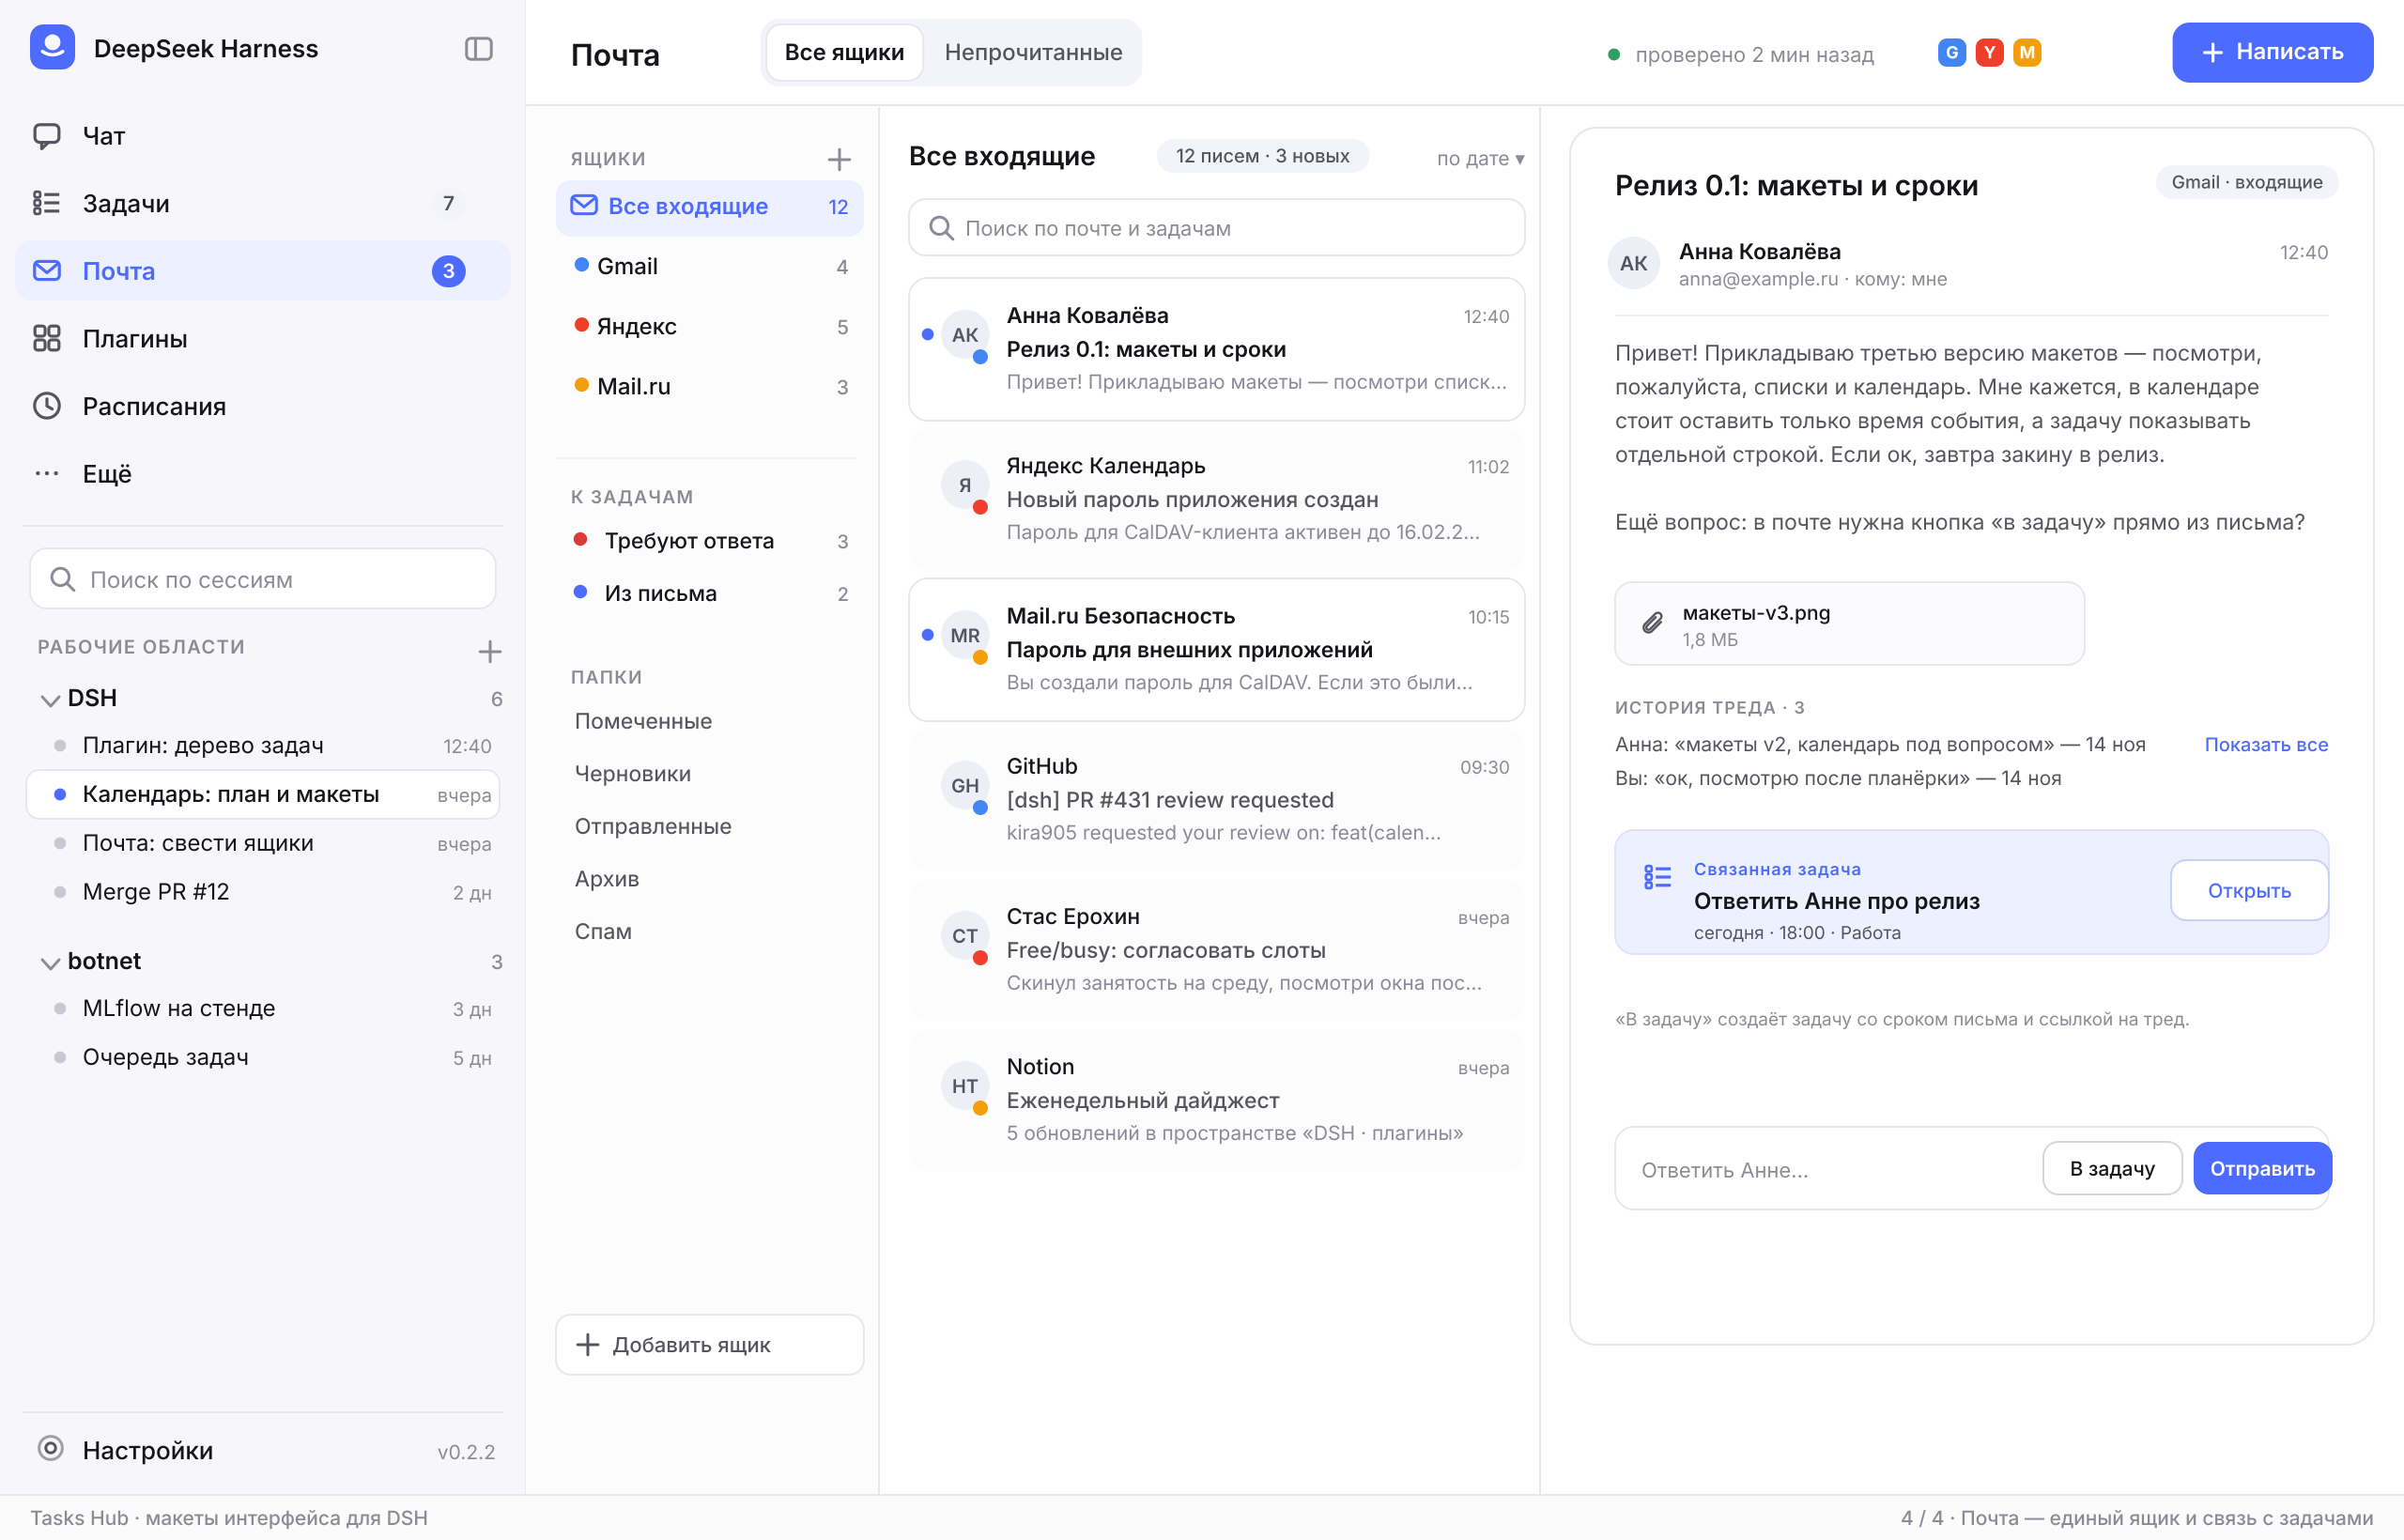 DeepSeek Harness
Чат
Задачи 7
Почта 3
Плагины
Расписания
Ещё
Поиск по сессиям
РАБОЧИЕ ОБЛАСТИ
DSH 6
Плагин: дерево задач 12:40
Календарь: план и макеты вчера
Почта: свести ящики вчера
Merge PR #12 2 дн
botnet 3
MLflow на стенде 3 дн
Очередь задач 5 дн
Настройки v0.2.2
Почта
Все ящики Непрочитанные
проверено 2 мин назад
G Y M
Написать
ЯЩИКИ
Все входящие 12
Gmail 4
Яндекс 5
Mail.ru 3
К ЗАДАЧАМ
Требуют ответа 3
Из письма 2
ПАПКИ
Помеченные
Черновики
Отправленные
Архив
Спам
Добавить ящик
Все входящие 12 писем · 3 новых по дате ▾
Поиск по почте и задачам
АК Анна Ковалёва 12:40
Релиз 0.1: макеты и сроки
Привет! Прикладываю макеты — посмотри списк…
Я Яндекс Календарь 11:02
Новый пароль приложения создан
Пароль для CalDAV-клиента активен до 16.02.2…
MR Mail.ru Безопасность 10:15
Пароль для внешних приложений
Вы создали пароль для CalDAV. Если это были…
GH GitHub 09:30
[dsh] PR #431 review requested
kira905 requested your review on: feat(calen…
СТ Стас Ерохин вчера
Free/busy: согласовать слоты
Скинул занятость на среду, посмотри окна пос…
НТ Notion вчера
Еженедельный дайджест
5 обновлений в пространстве «DSH · плагины»
Релиз 0.1: макеты и сроки Gmail · входящие
АК Анна Ковалёва 12:40
anna@example.ru · кому: мне
Привет! Прикладываю третью версию макетов — посмотри,
пожалуйста, списки и календарь. Мне кажется, в календаре
стоит оставить только время события, а задачу показывать
отдельной строкой. Если ок, завтра закину в релиз.
Ещё вопрос: в почте нужна кнопка «в задачу» прямо из письма?
макеты-v3.png
1,8 МБ
ИСТОРИЯ ТРЕДА · 3
Анна: «макеты v2, календарь под вопросом» — 14 ноя Показать все
Вы: «ок, посмотрю после планёрки» — 14 ноя
Связанная задача
Ответить Анне про релиз
сегодня · 18:00 · Работа
Открыть
«В задачу» создаёт задачу со сроком письма и ссылкой на тред.
Ответить Анне… В задачу Отправить
Tasks Hub · макеты интерфейса для DSH
4 / 4 · Почта — единый ящик и связь с задачами